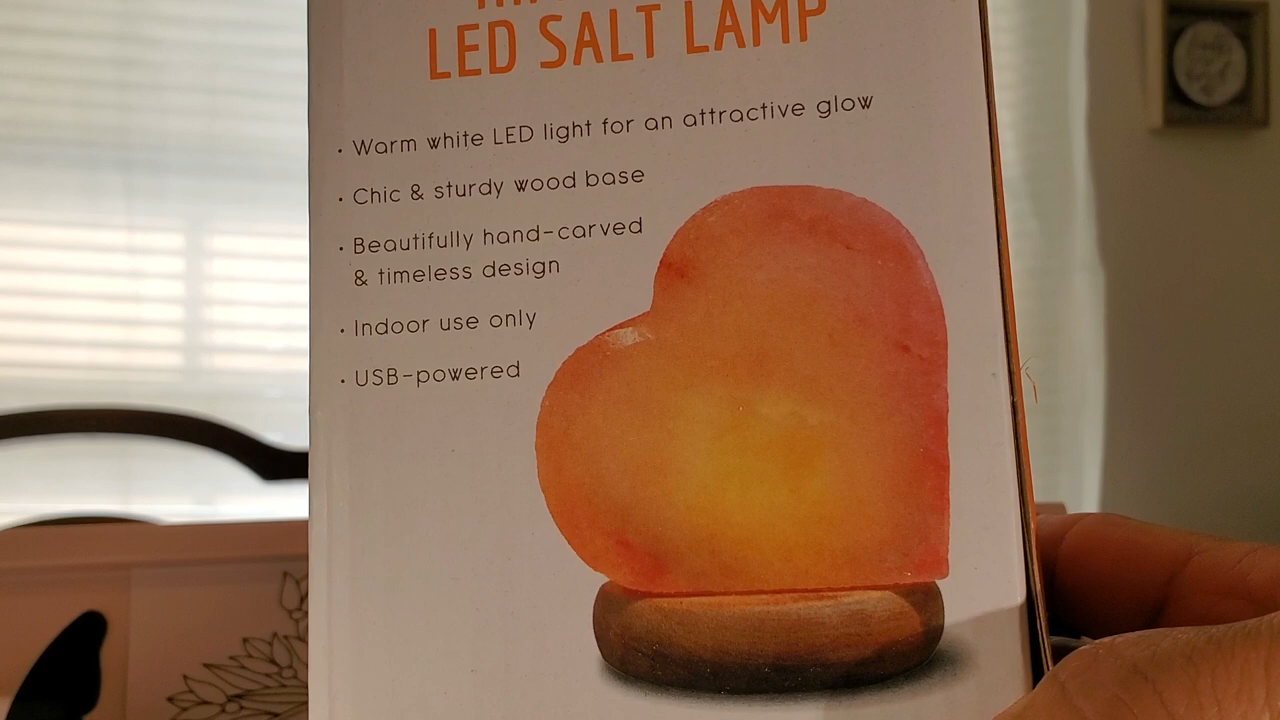 LED SALT LAMP
• Warm white LED light for an attractive glow
• Chic & sturdy wood base
• Beautifully hand-carved
& timeless design
• Indoor use only
• USB-powered